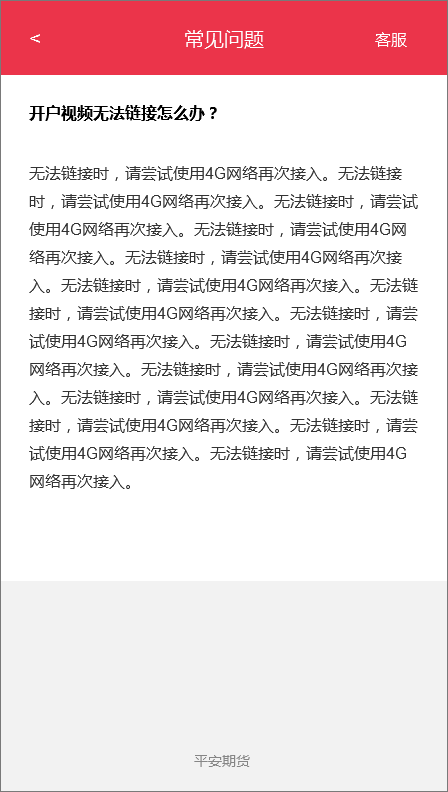 <
常见问题
客服
开户视频无法链接怎么办？
无法链接时，请尝试使用4G网络再次接入。无法链接
时，请尝试使用4G网络再次接入。无法链接时，请尝试
使用4G网络再次接入。无法链接时，请尝试使用4G网
络再次接入。无法链接时，请尝试使用4G网络再次接
入。无法链接时，请尝试使用4G网络再次接入。无法链
接时，请尝试使用4G网络再次接入。无法链接时，请尝
试使用4G网络再次接入。无法链接时，请尝试使用4G
网络再次接入。无法链接时，请尝试使用4G网络再次接
入。无法链接时，请尝试使用4G网络再次接入。无法链
接时，请尝试使用4G网络再次接入。无法链接时，请尝
试使用4G网络再次接入。无法链接时，请尝试使用4G
网络再次接入。
平安期货